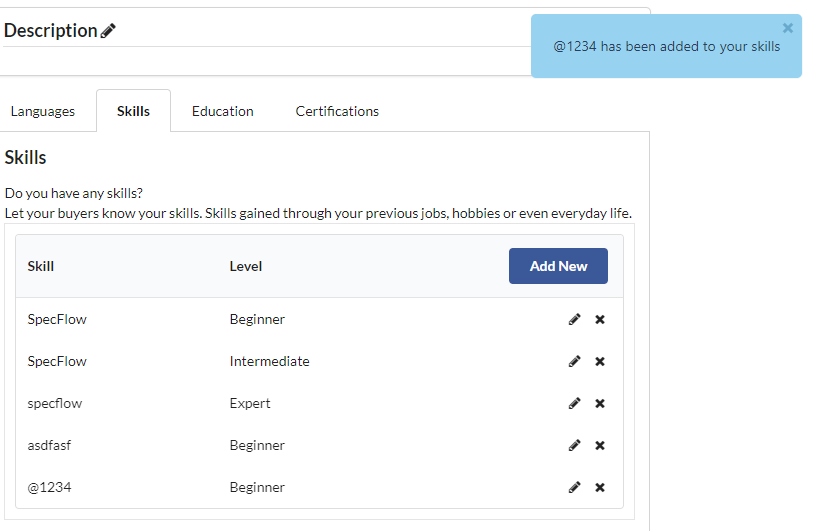 Description
@1234 has been added to your skills
Languages Skills Education Certifications
Skills
Do you have any skills?
Let your buyers know your skills. Skills gained through your previous jobs, hobbies or even everyday life.
Skill Level Add New
SpecFlow Beginner
SpecFlow Intermediate
specflow Expert
asdfasf Beginner
@1234 Beginner